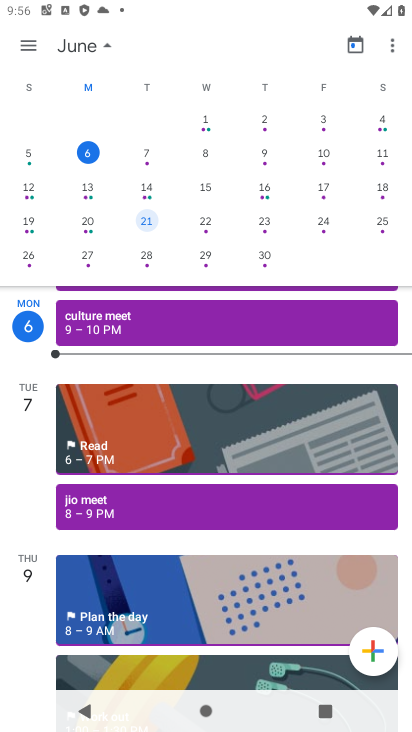 9:56
June
S M T W T F S
1 2 3 4
5 6 7 8 9 10 11
12 13 14 15 16 17 18
19 20 21 22 23 24 25
26 27 28 29 30
MON
6
culture meet
9 – 10 PM
TUE
7
Read
6 – 7 PM
jio meet
8 – 9 PM
THU
9
Plan the day
8 – 9 AM